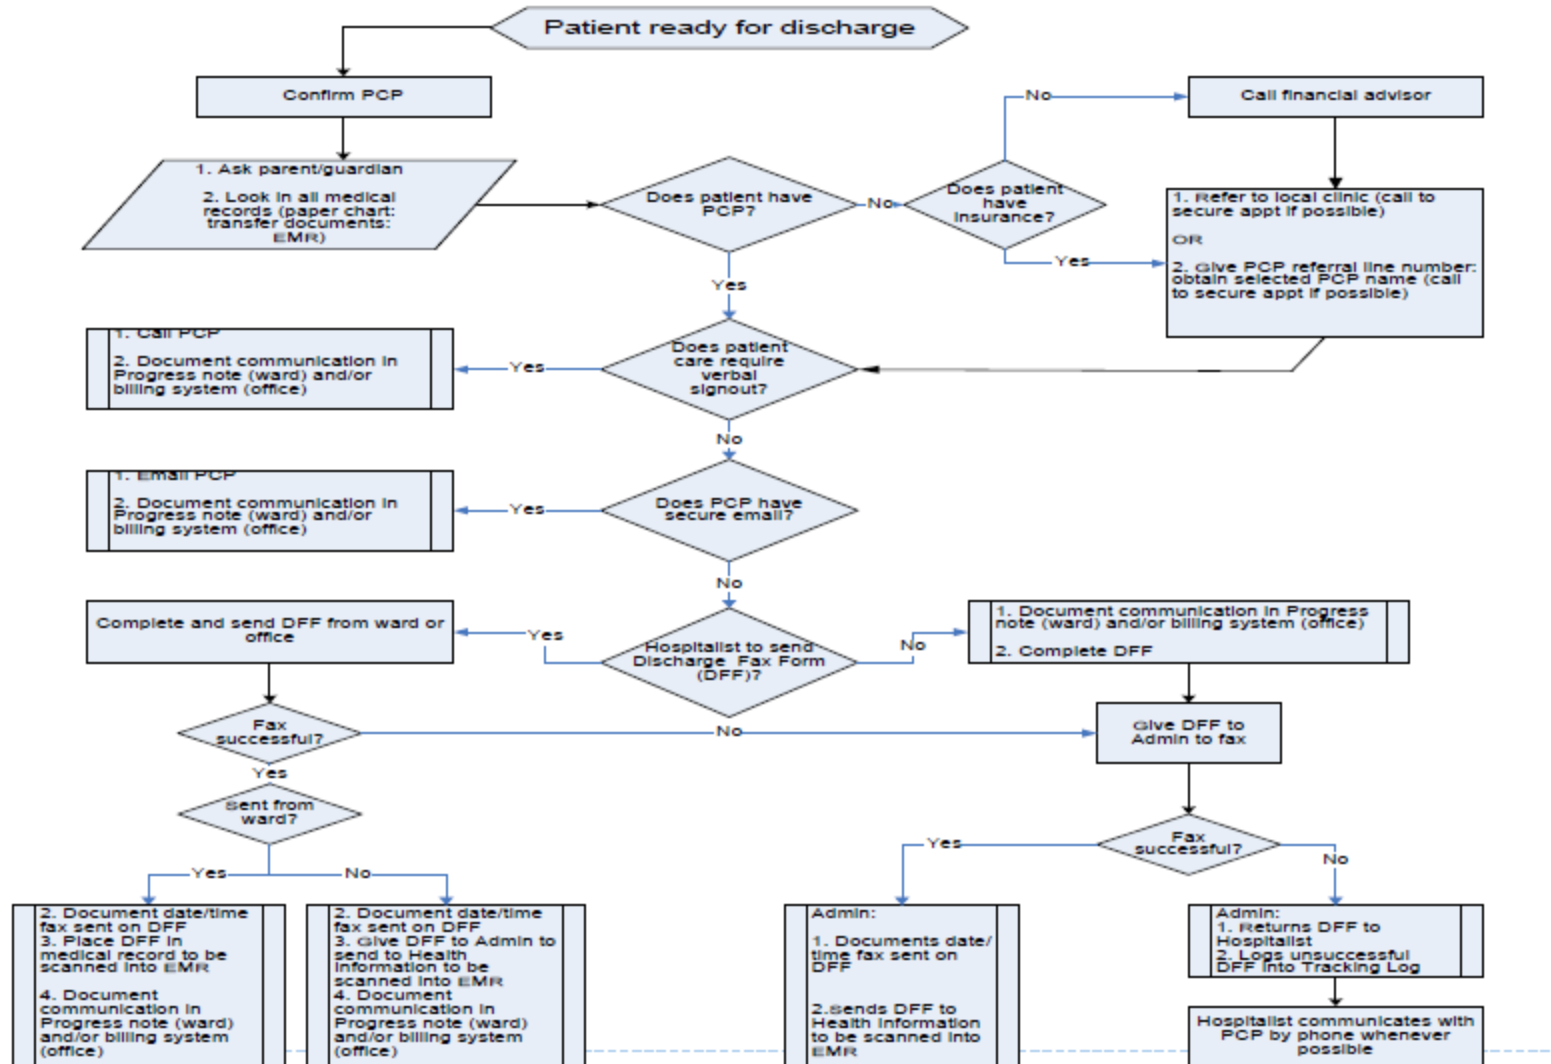 Patient ready for discharge
Confirm PCP
No
Call financial advisor
1. Ask parent/guardian
2. Look in all medical
records (paper chart:
transfer documents:
EMR)
Does patient have
PCP?
No
Does patient
have
insurance?
Yes
1. Refer to local clinic (call to
secure appt if possible)
OR
2. Give PCP referral line number:
obtain selected PCP name (call
to secure appt if possible)
Yes
1. Call PCP
2. Document communication in
Progress note (ward) and/or
billing system (office)
Yes
Does patient
care require
verbal
signout?
No
1. Email PCP
2. Document communication in
Progress note (ward) and/or
billing system (office)
Yes
Does PCP have
secure email?
No
Complete and send DFF from ward or
office
Yes
Hospitalist to send
Discharge Fax Form
(DFF)?
No
1. Document communication in Progress
note (ward) and/or billing system (office)
2. Complete DFF
Fax
successful?
No
Give DFF to
Admin to fax
Yes
Sent from
ward?
Yes
No
Yes
Fax
successful?
No
2. Document date/time
fax sent on DFF
3. Place DFF in
medical record to be
scanned into EMR
4. Document
communication in
Progress note (ward)
and/or billing system
(office)
2. Document date/time
fax sent on DFF
3. Give DFF to Admin to
send to Health
Information to be
scanned into EMR
4. Document
communication in
Progress note (ward)
and/or billing system
(office)
Admin:
1. Documents date/
time fax sent on
DFF
2.Sends DFF to
Health Information
to be scanned into
EMR
Admin:
1. Returns DFF to
Hospitalist
2. Logs unsuccessful
DFF into Tracking Log
Hospitalist communicates with
PCP by phone whenever
possible